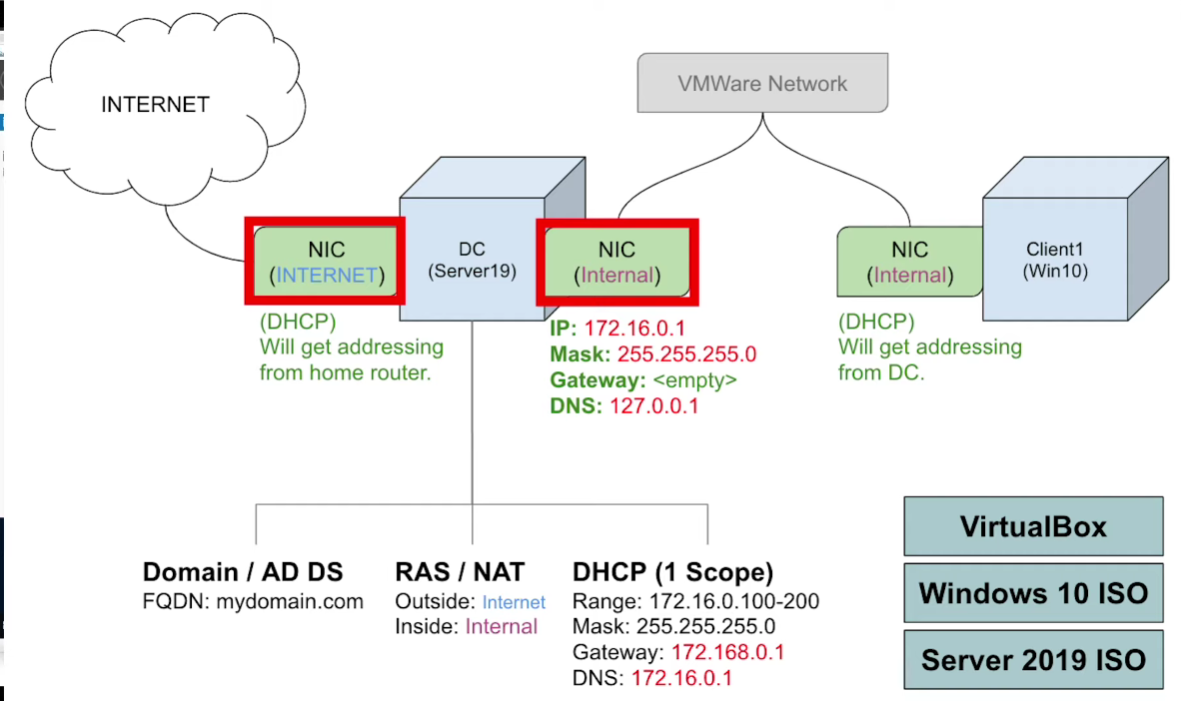 INTERNET
VMWare Network
NIC
(INTERNET)
DC
(Server19)
NIC
(Internal)
NIC
(Internal)
Client1
(Win10)
(DHCP)
Will get addressing
from home router.
IP: 172.16.0.1
Mask: 255.255.255.0
Gateway: <empty>
DNS: 127.0.0.1
(DHCP)
Will get addressing
from DC.
Domain / AD DS
FQDN: mydomain.com
RAS / NAT
Outside: Internet
Inside: Internal
DHCP (1 Scope)
Range: 172.16.0.100-200
Mask: 255.255.255.0
Gateway: 172.168.0.1
DNS: 172.16.0.1
VirtualBox
Windows 10 ISO
Server 2019 ISO